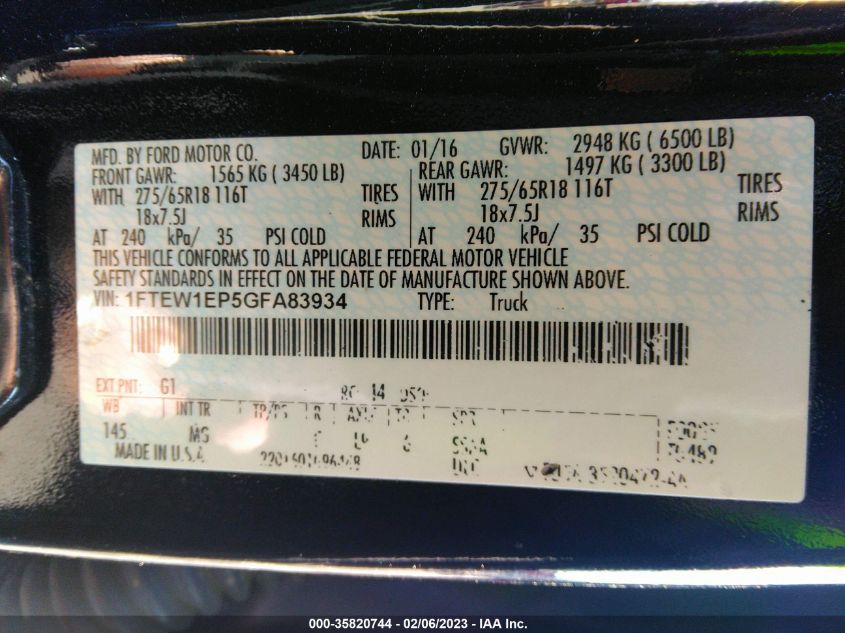 MFD. BY FORD MOTOR CO. DATE: 01/16 GVWR: 2948 KG ( 6500 LB)
FRONT GAWR: 1565 KG ( 3450 LB) REAR GAWR: 1497 KG ( 3300 LB)
WITH 275/65R18 116T TIRES WITH 275/65R18 116T TIRES
18x7.5J RIMS 18x7.5J RIMS
AT 240 kPa/ 35 PSI COLD AT 240 kPa/ 35 PSI COLD
THIS VEHICLE CONFORMS TO ALL APPLICABLE FEDERAL MOTOR VEHICLE
SAFETY STANDARDS IN EFFECT ON THE DATE OF MANUFACTURE SHOWN ABOVE.
VIN: 1FTEW1EP5GFA83934 TYPE: Truck
EXT PNT: G1
WB INT TR TP/PS R
145 MS
MADE IN U.S.A.
000-35820744 - 02/06/2023 - IAA Inc.